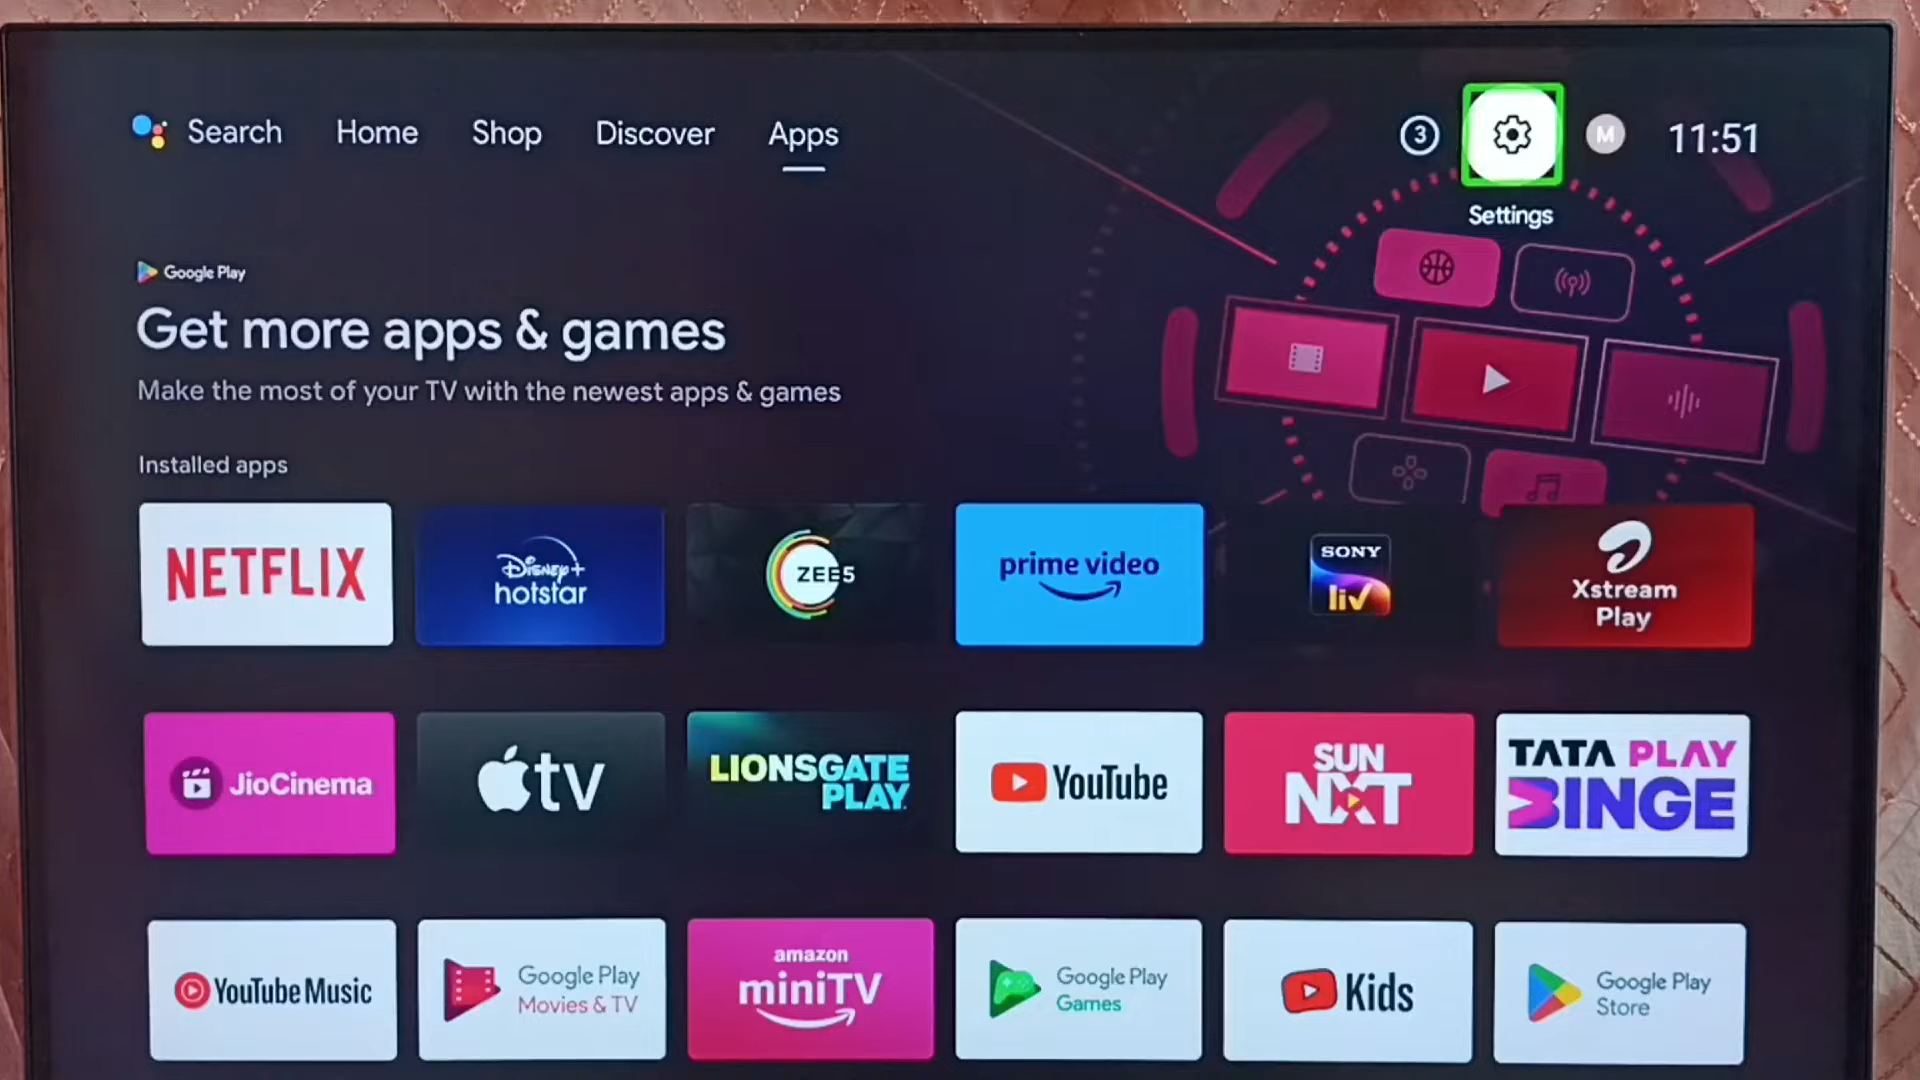 Search Home Shop Discover Apps 3 M 11:51
Settings
Google Play
Get more apps & games
Make the most of your TV with the newest apps & games
Installed apps
NETFLIX
Disney+
hotstar
ZEE5
prime video
SONY
liv
Xstream
Play
JioCinema
tv
LIONSGATE
PLAY
YouTube
SUN
NXT
TATA PLAY
BINGE
YouTube Music
Google Play
Movies & TV
amazon
miniTV
Google Play
Games
Kids
Google Play
Store